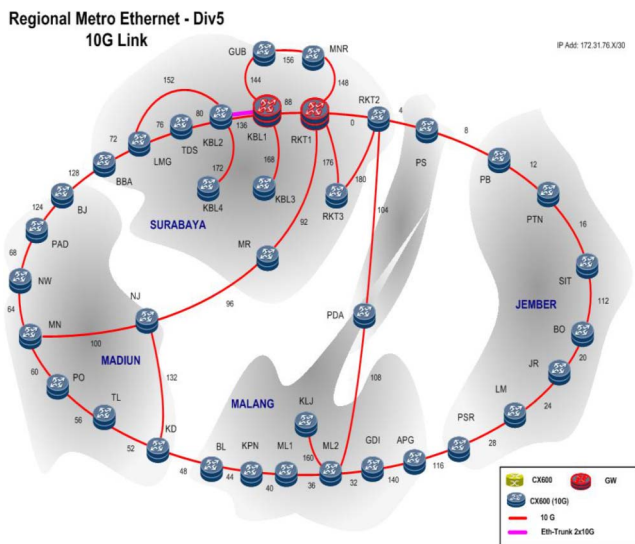 Regional Metro Ethernet - Div5
10G Link
IP Add: 172.31.76.X/30
GUB
156
MNR
152
144
148
88
RKT2
4
8
72
76
80
136
0
LMG
TDS
KBL2
KBL1
RKT1
PS
PB
12
BBA
128
168
176
180
172
PTN
BJ
KBL4
KBL3
RKT3
104
16
124
SURABAYA
92
PAD
MR
SIT
68
NW
96
112
64
NJ
PDA
JEMBER
BO
MN
100
20
MADIUN
JR
60
PO
132
108
LM
24
TL
MALANG
KLJ
56
KD
PSR
28
52
BL
KPN
ML1
ML2
GDI
APG
160
48
44
40
36
32
140
116
CX600
GW
CX600 (10G)
10 G
Eth-Trunk 2x10G